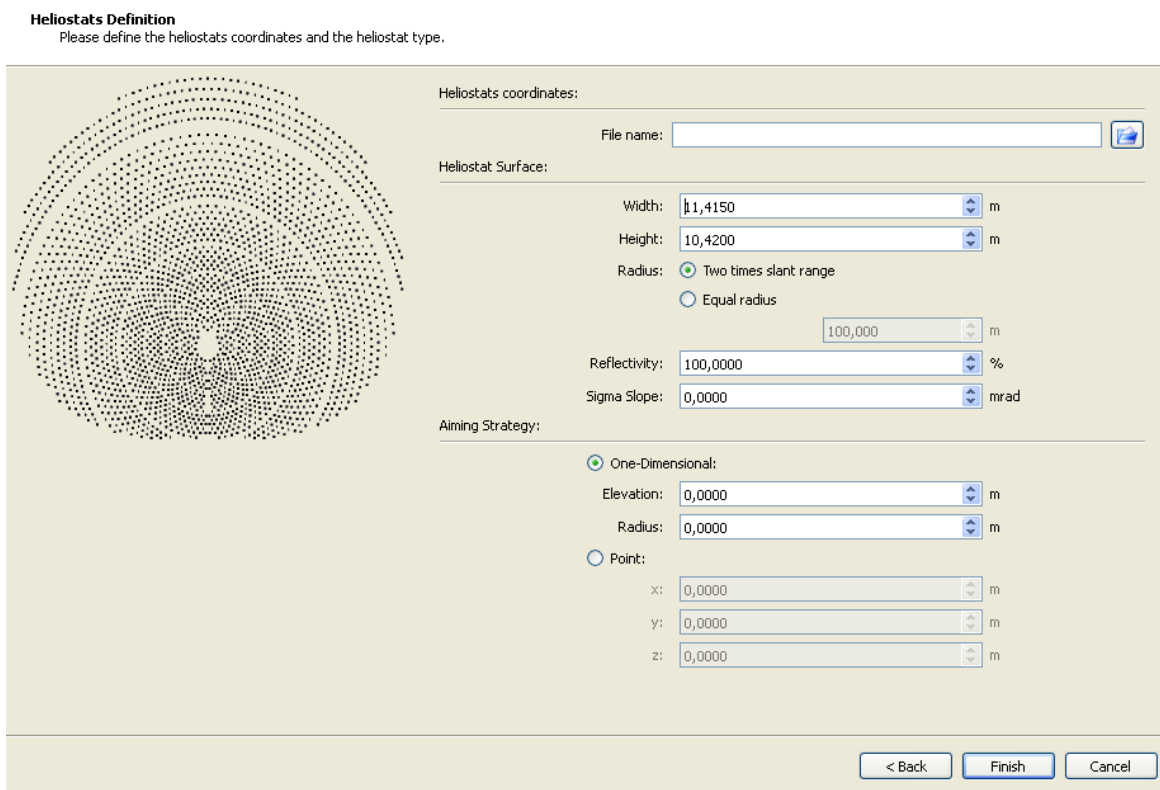 Heliostats Definition
Please define the heliostats coordinates and the heliostat type.
Heliostats coordinates:
File name:
Heliostat Surface:
Width: 11,4150 m
Height: 10,4200 m
Radius: Two times slant range
Equal radius
100,000 m
Reflectivity: 100,0000 %
Sigma Slope: 0,0000 mrad
Aiming Strategy:
One-Dimensional:
Elevation: 0,0000 m
Radius: 0,0000 m
Point:
x: 0,0000 m
y: 0,0000 m
z: 0,0000 m
< Back Finish Cancel